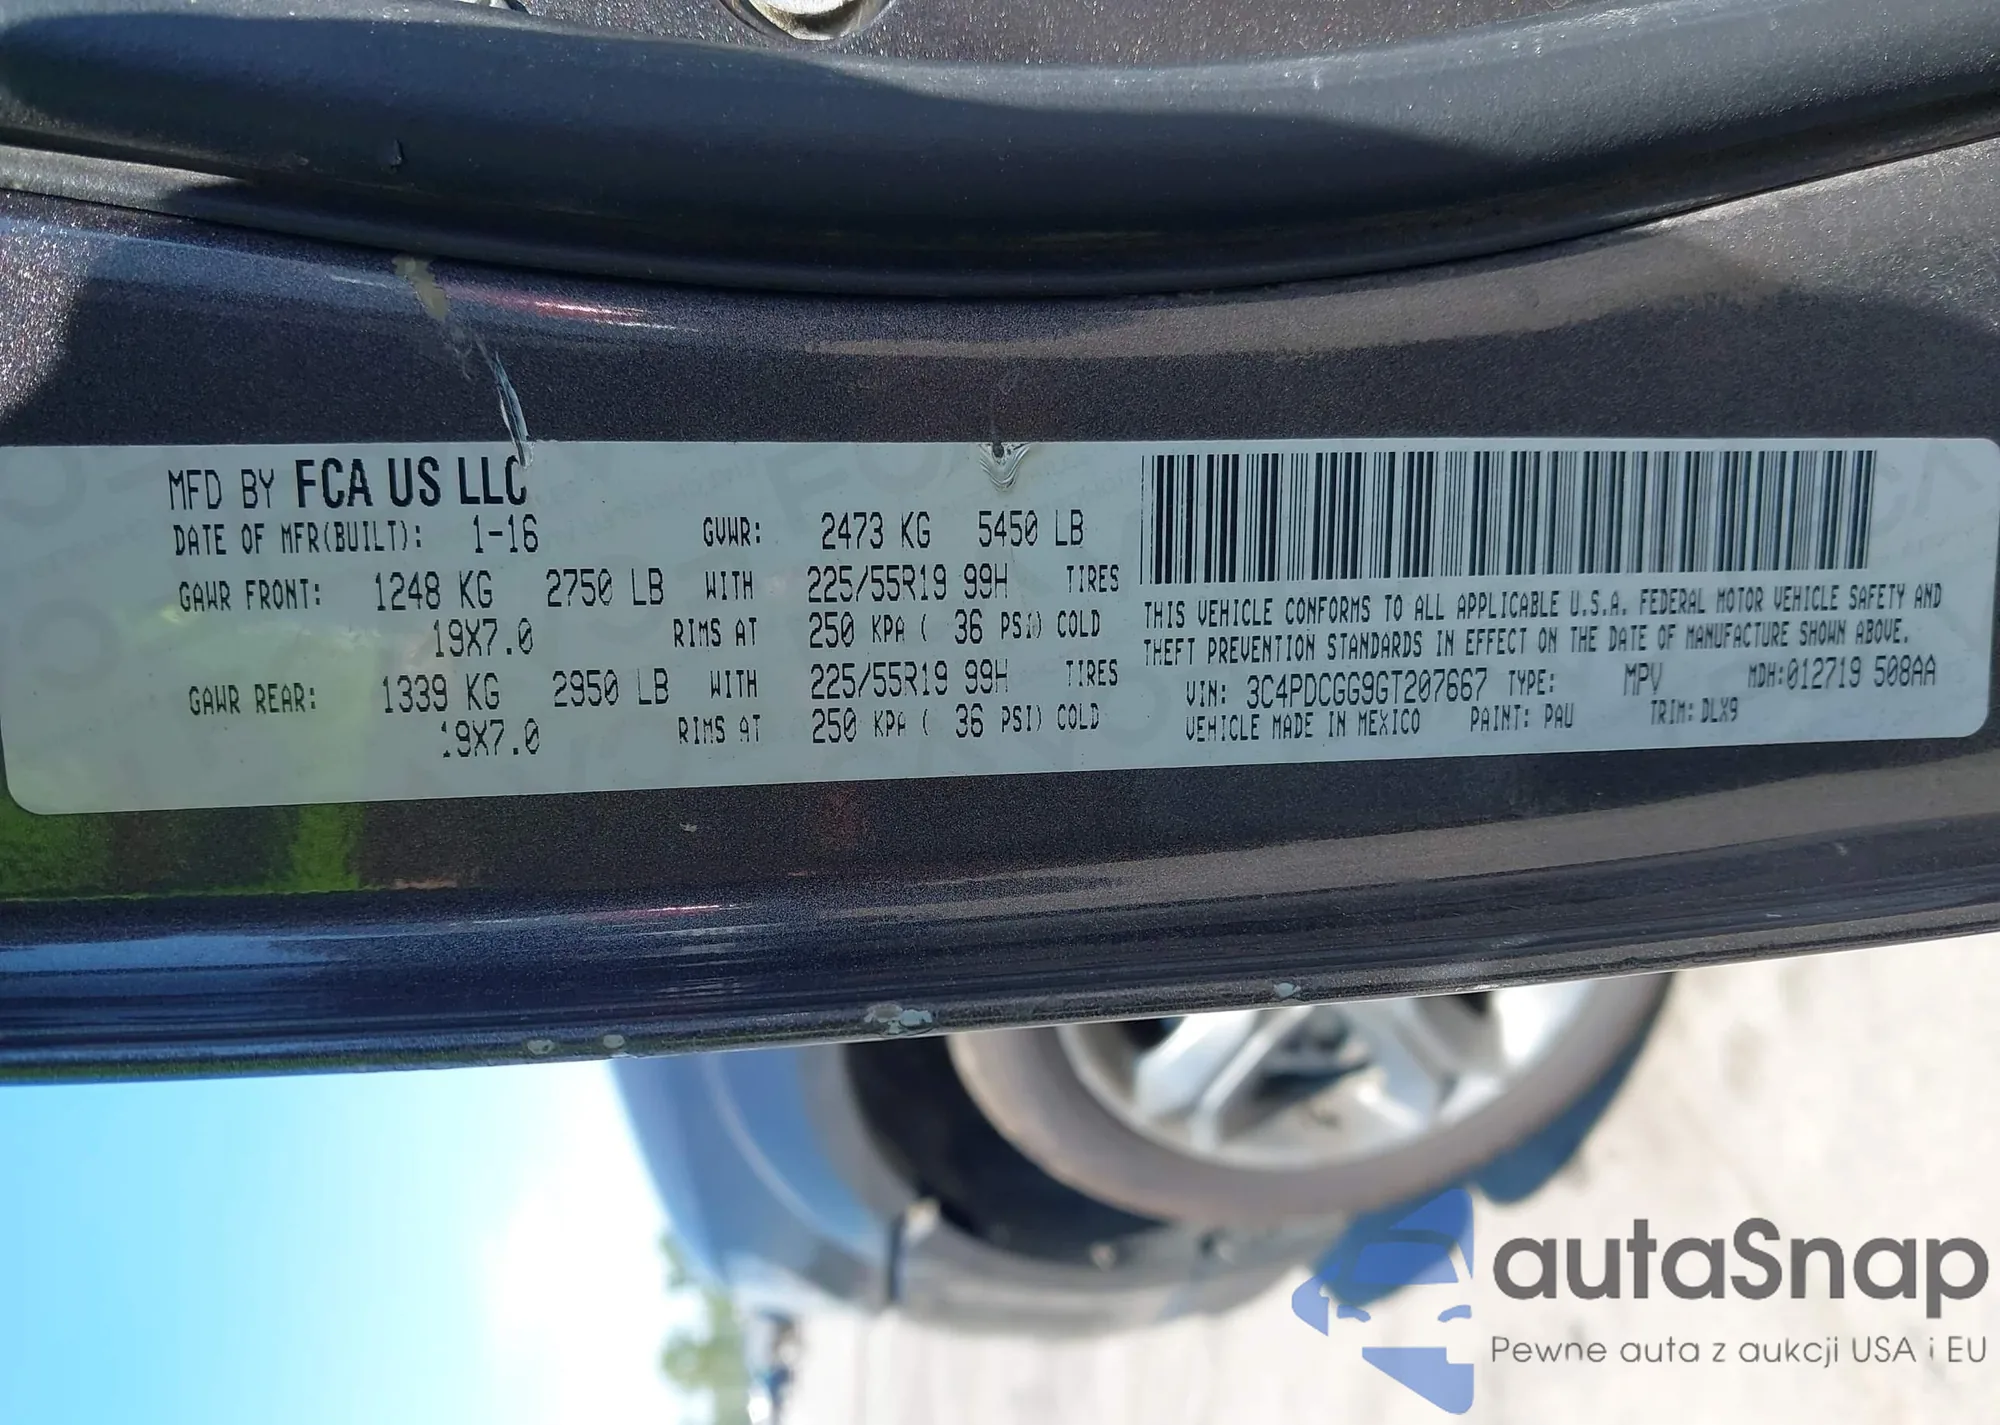 MFD BY FCA US LLC
DATE OF MFR(BUILT): 1-16 GVWR: 2473 KG 5450 LB
GAWR FRONT: 1248 KG 2750 LB WITH 225/55R19 99H TIRES
19X7.0 RIMS AT 250 KPA ( 36 PSI) COLD
GAWR REAR: 1339 KG 2950 LB WITH 225/55R19 99H TIRES
19X7.0 RIMS AT 250 KPA ( 36 PSI) COLD
THIS VEHICLE CONFORMS TO ALL APPLICABLE U.S.A. FEDERAL MOTOR VEHICLE SAFETY AND
THEFT PREVENTION STANDARDS IN EFFECT ON THE DATE OF MANUFACTURE SHOWN ABOVE.
VIN: 3C4PDCGG9GT207667 TYPE: MPV MDH:012719 508AA
VEHICLE MADE IN MEXICO PAINT: PAU TRIM: DLX9
autaSnap
Pewne auta z aukcji USA i EU